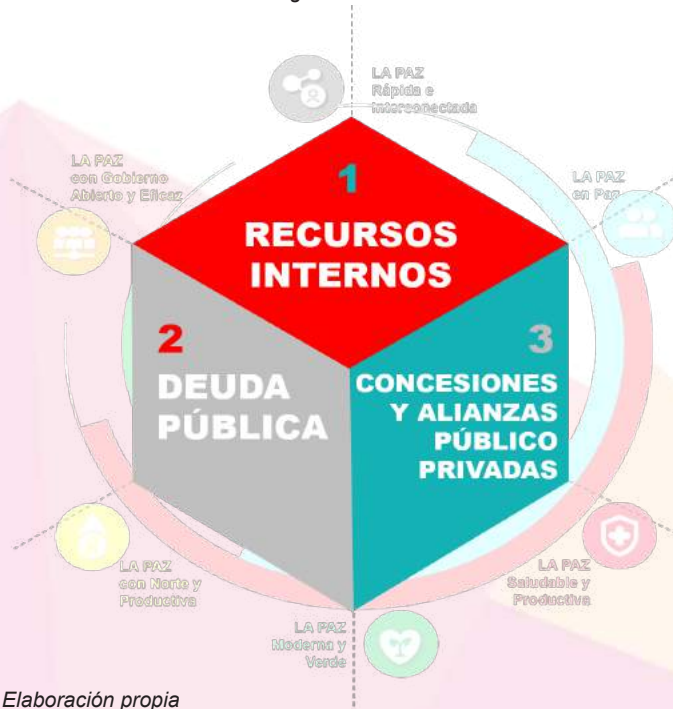 LA PAZ
Rápida e
Interconectada
LA PAZ
con Gobierno
Abierto y Eficaz
LA PAZ
en Paz
1
RECURSOS
INTERNOS
2
DEUDA
PÚBLICA
3
CONCESIONES
Y ALIANZAS
PÚBLICO
PRIVADAS
LA PAZ
con Norte y
Productiva
LA PAZ
Saludable y
Productiva
LA PAZ
Moderna y
Verde
Elaboración propia